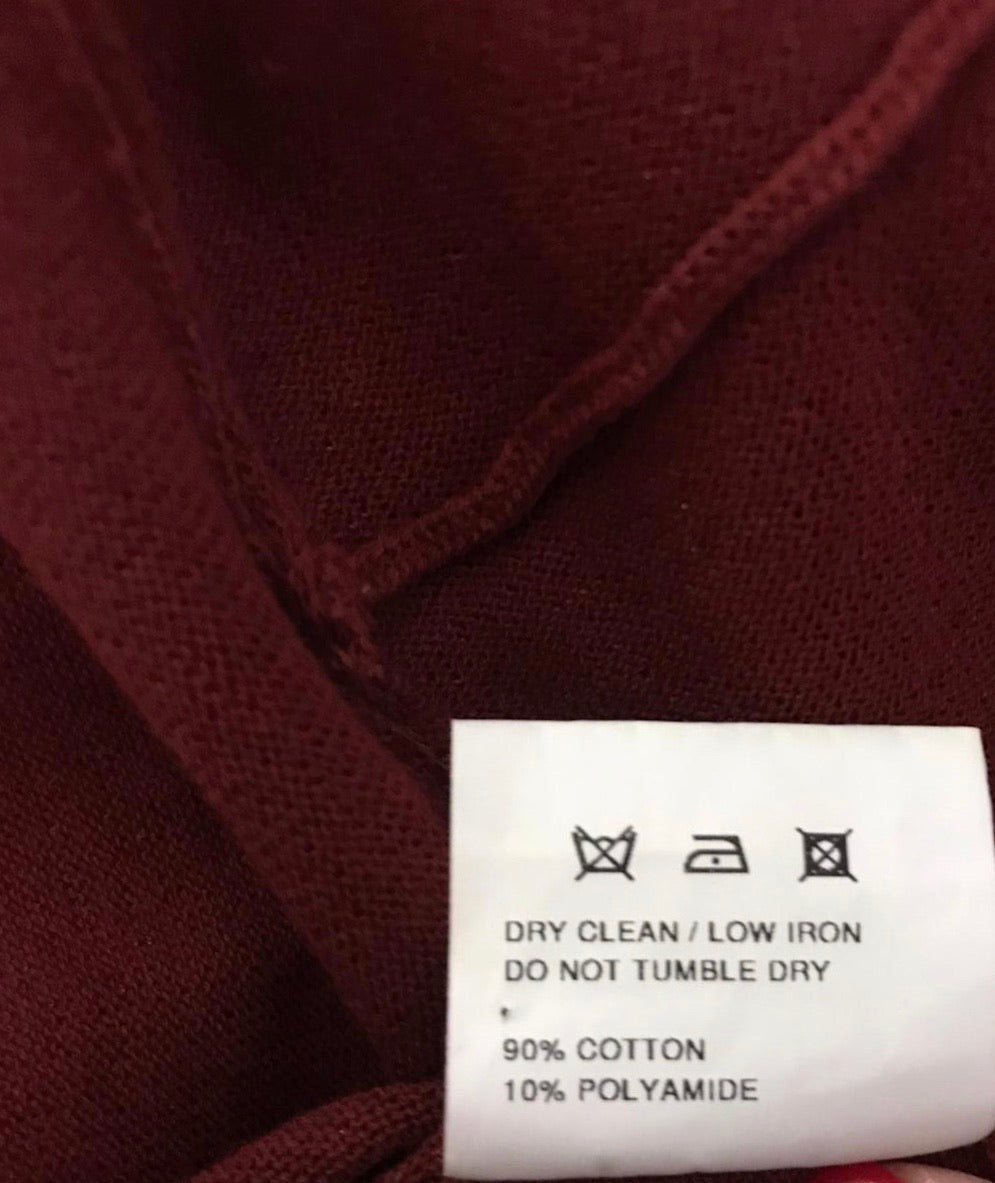 DRY CLEAN / LOW IRON
DO NOT TUMBLE DRY
90% COTTON
10% POLYAMIDE